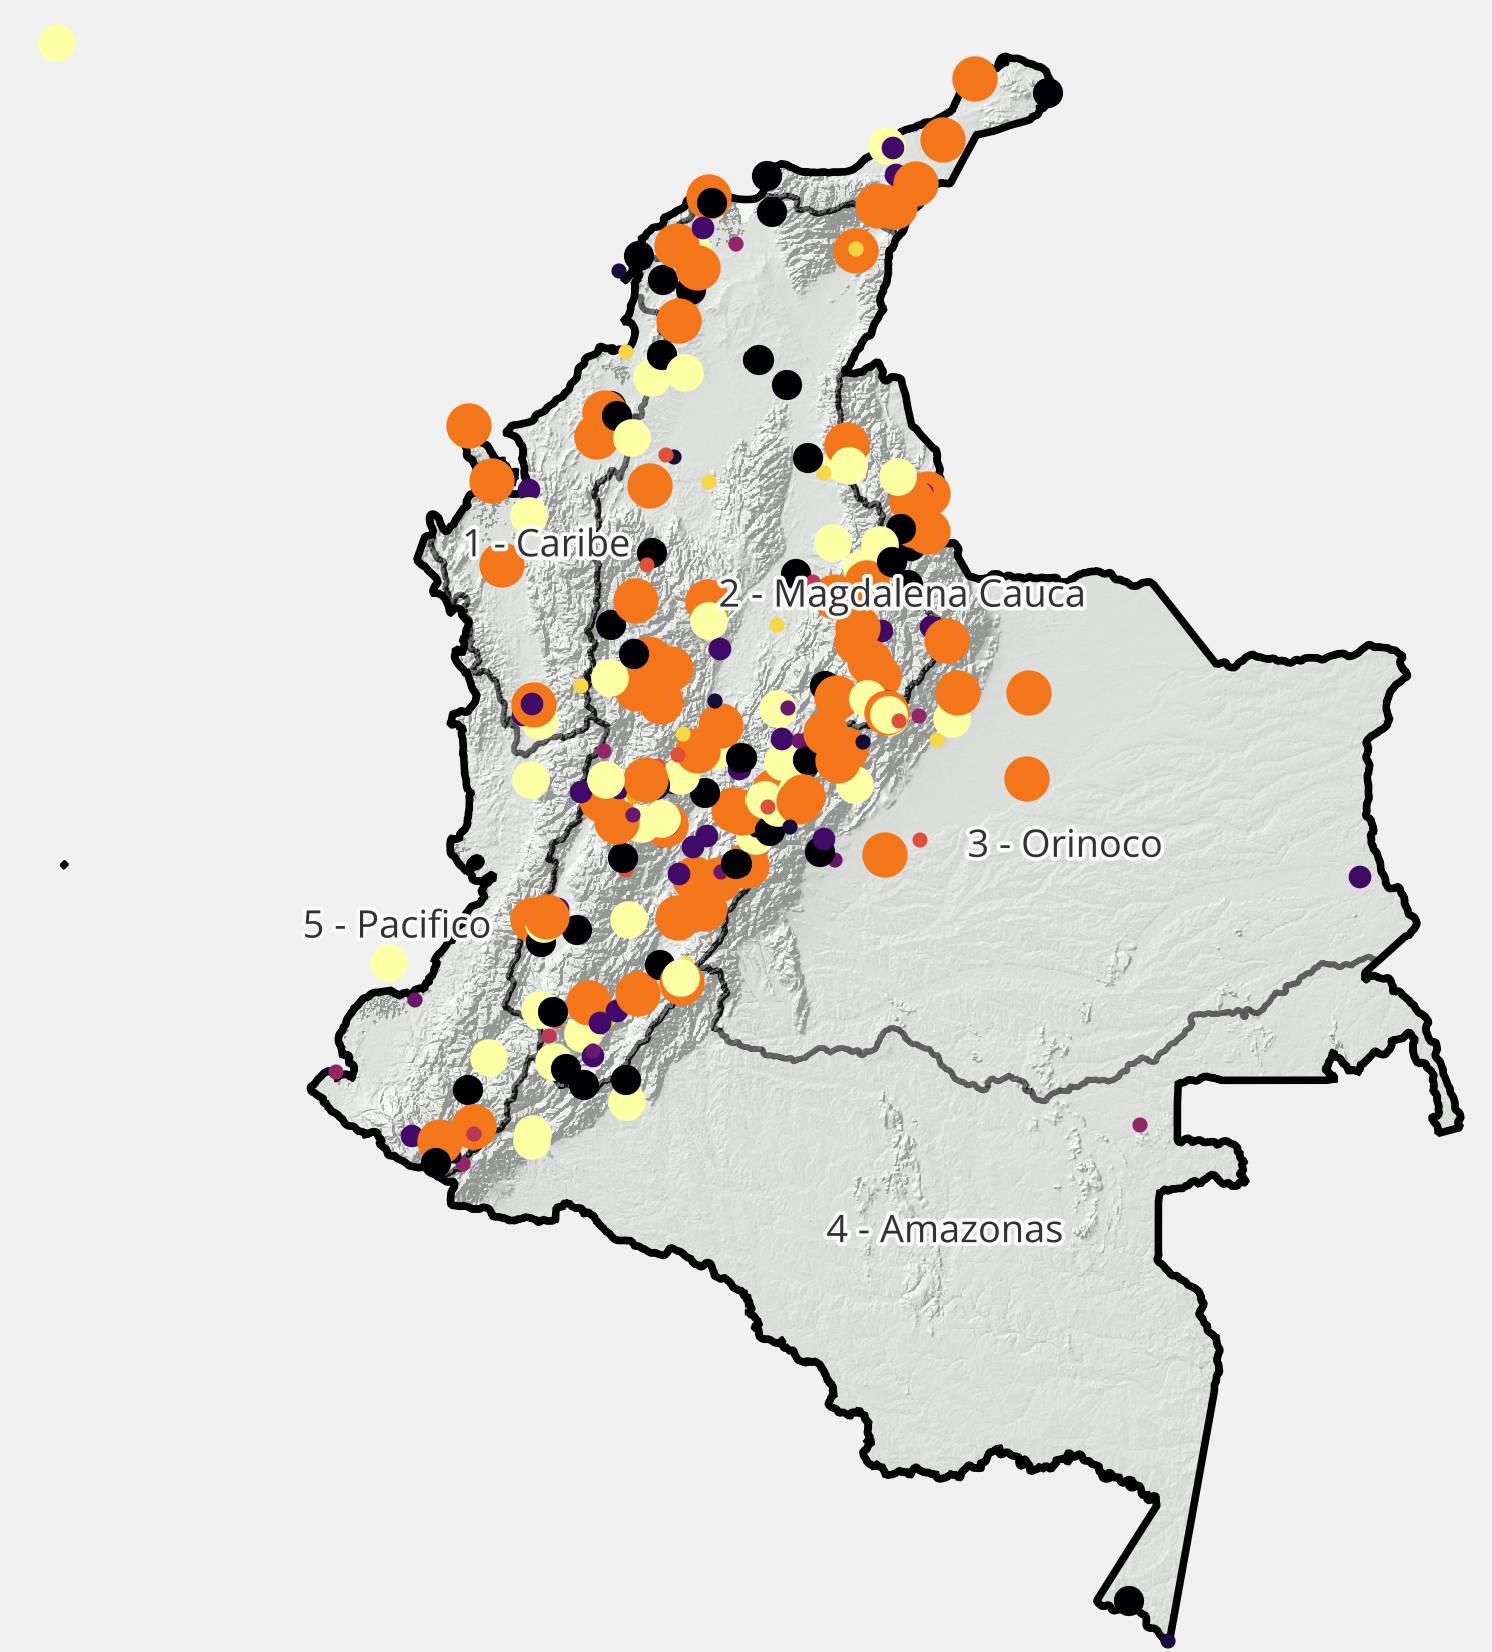 1 - Caribe
2 - Magdalena Cauca
3 - Orinoco
5 - Pacifico
4 - Amazonas